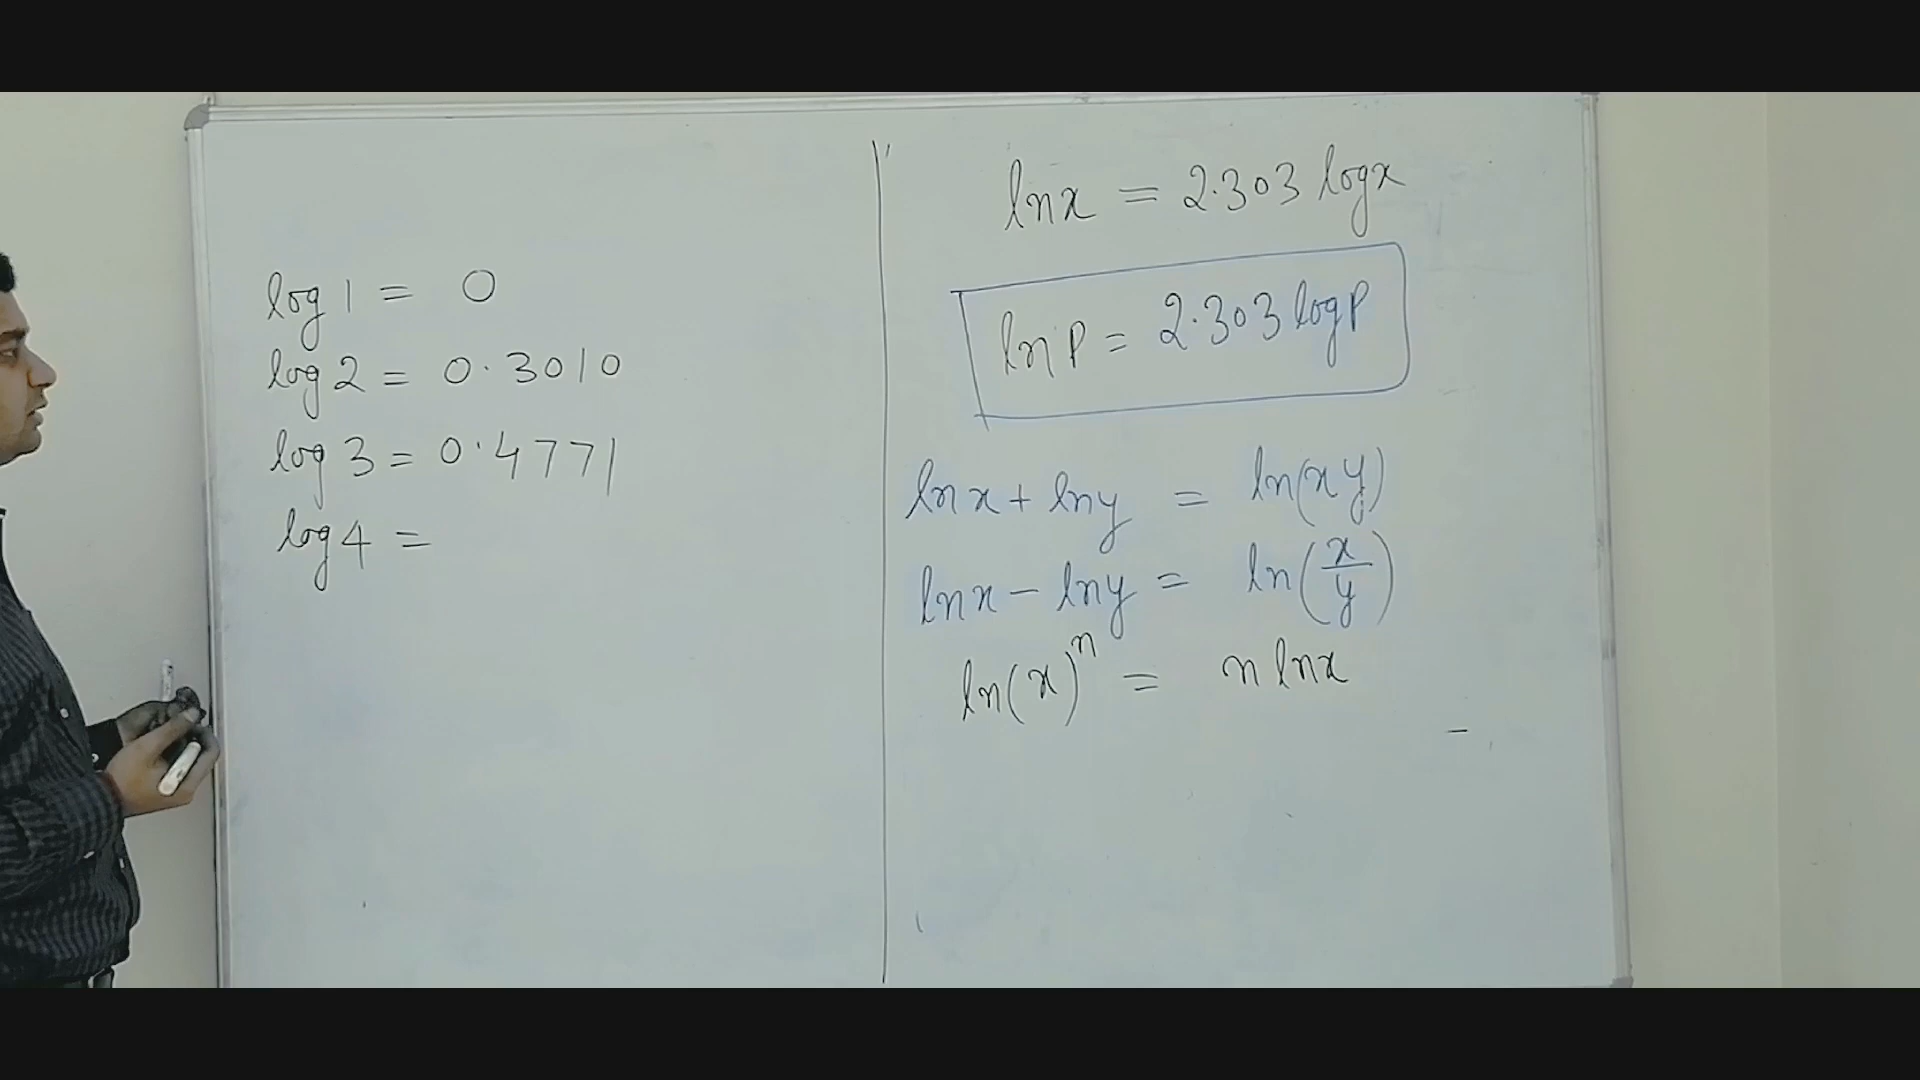 log 1 = 0
log 2 = 0.3010
log 3 = 0.4771
log 4 =
ln x = 2.303 log x
ln P = 2.303 log P
ln x + ln y = ln(xy)
ln x - ln y = ln(x/y)
ln(x)^n = n ln x